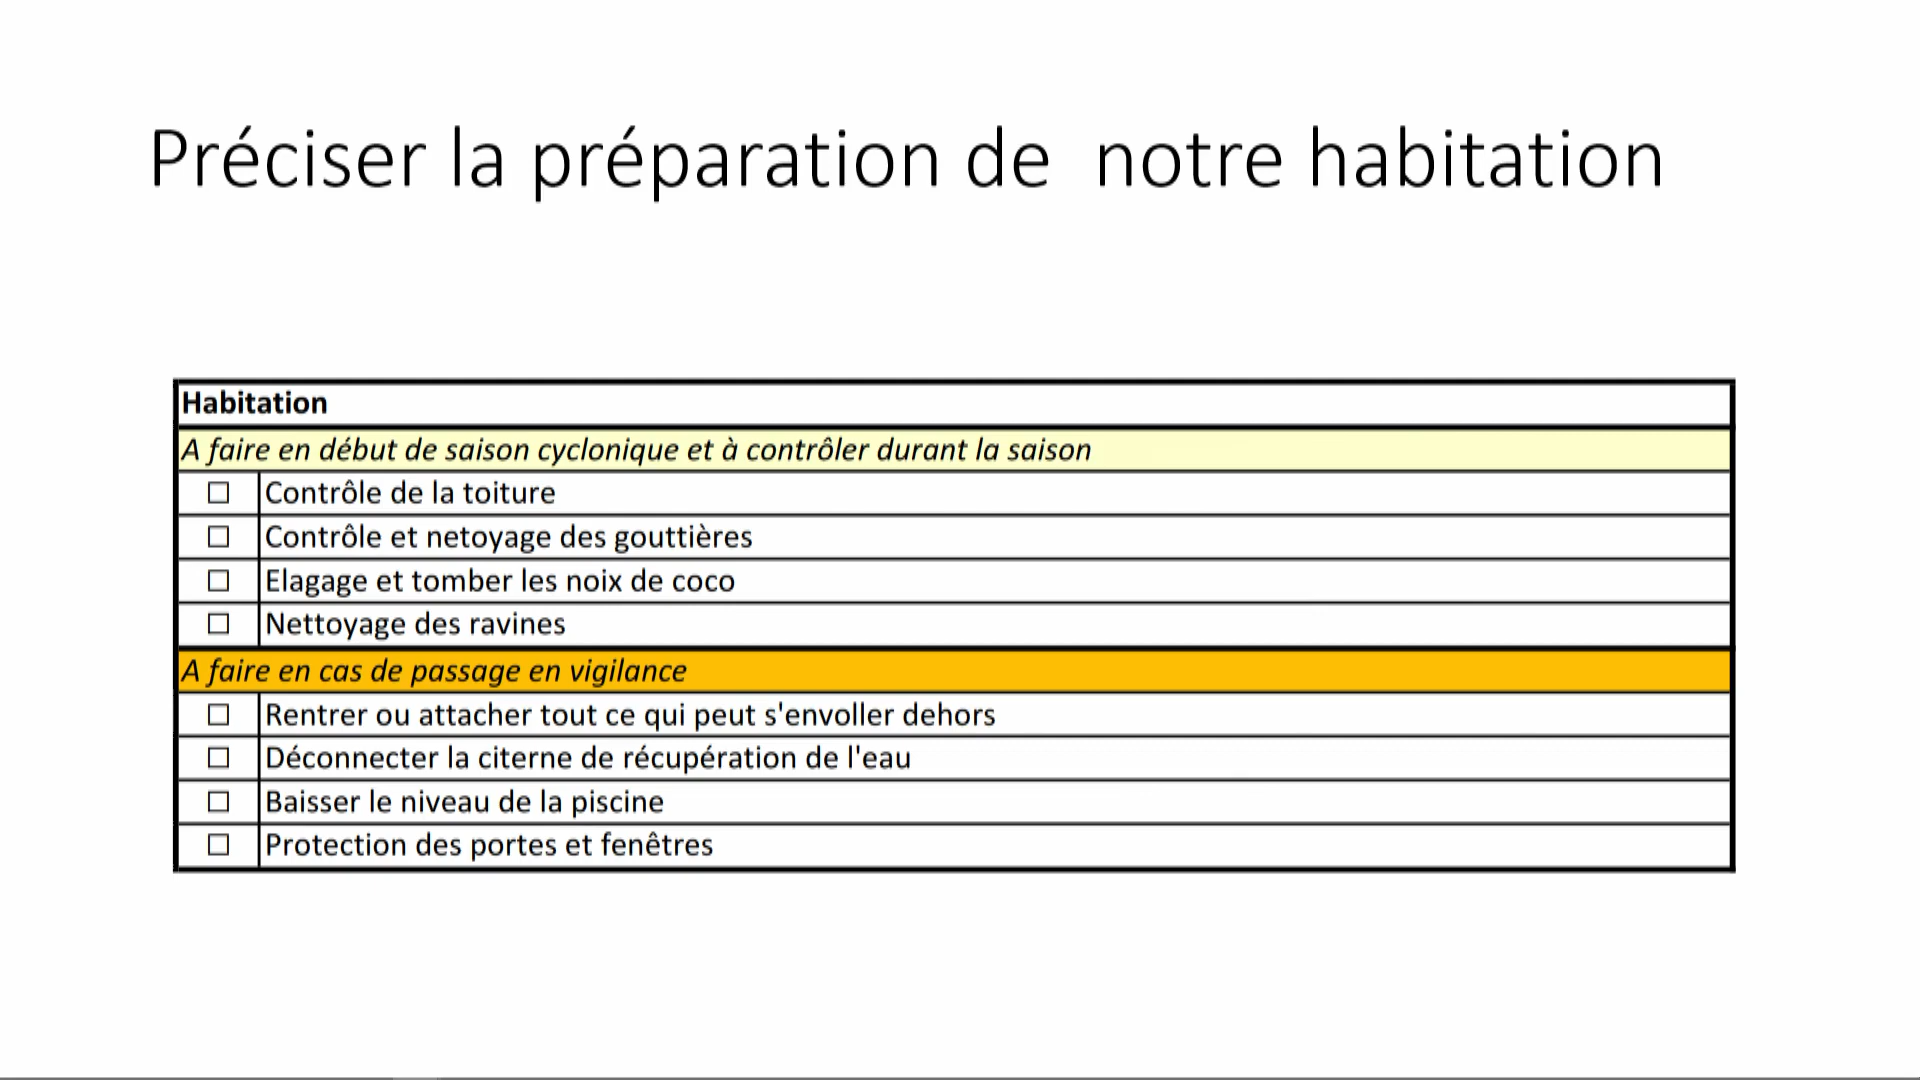 Préciser la préparation de  notre habitation
Habitation
A faire en début de saison cyclonique et à contrôler durant la saison
☐ Contrôle de la toiture
☐ Contrôle et netoyage des gouttières
☐ Elagage et tomber les noix de coco
☐ Nettoyage des ravines
A faire en cas de passage en vigilance
☐ Rentrer ou attacher tout ce qui peut s'envoller dehors
☐ Déconnecter la citerne de récupération de l'eau
☐ Baisser le niveau de la piscine
☐ Protection des portes et fenêtres